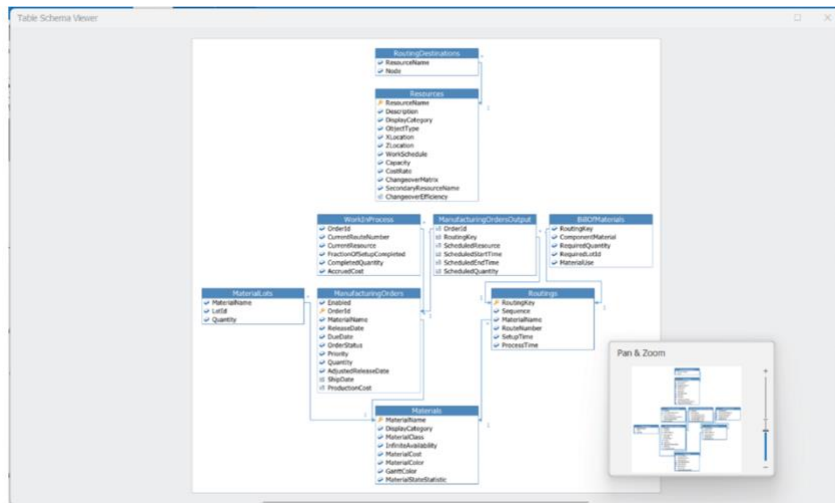 Table Schema Viewer
RoutingDestinations
ResourceName
Node
Resources
ResourceName
Description
DisplayCategory
ObjectType
XLocation
ZLocation
WorkSchedule
Capacity
CostRate
ChangeoverMatrix
SecondaryResourceName
ChangeoverEfficiency
WorkInProcess
OrderId
CurrentRouteNumber
CurrentResource
FractionOfSetupCompleted
CompletedQuantity
AccruedCost
ManufacturingOrdersOutput
OrderId
RoutingKey
ScheduledResource
ScheduledStartTime
ScheduledEndTime
ScheduledQuantity
BillOfMaterials
RoutingKey
ComponentMaterial
RequiredQuantity
RequiredLotId
MaterialUse
MaterialLots
MaterialName
LotId
Quantity
ManufacturingOrders
Enabled
OrderId
MaterialName
ReleaseDate
DueDate
OrderStatus
Priority
Quantity
AdjustedReleaseDate
ShipDate
ProductionCost
Routings
RoutingKey
Sequence
MaterialName
RouteNumber
SetupTime
ProcessTime
Materials
MaterialName
DisplayCategory
MaterialClass
InfiniteAvailability
MaterialCost
MaterialColor
GanttColor
MaterialStateStatistic
Pan & Zoom